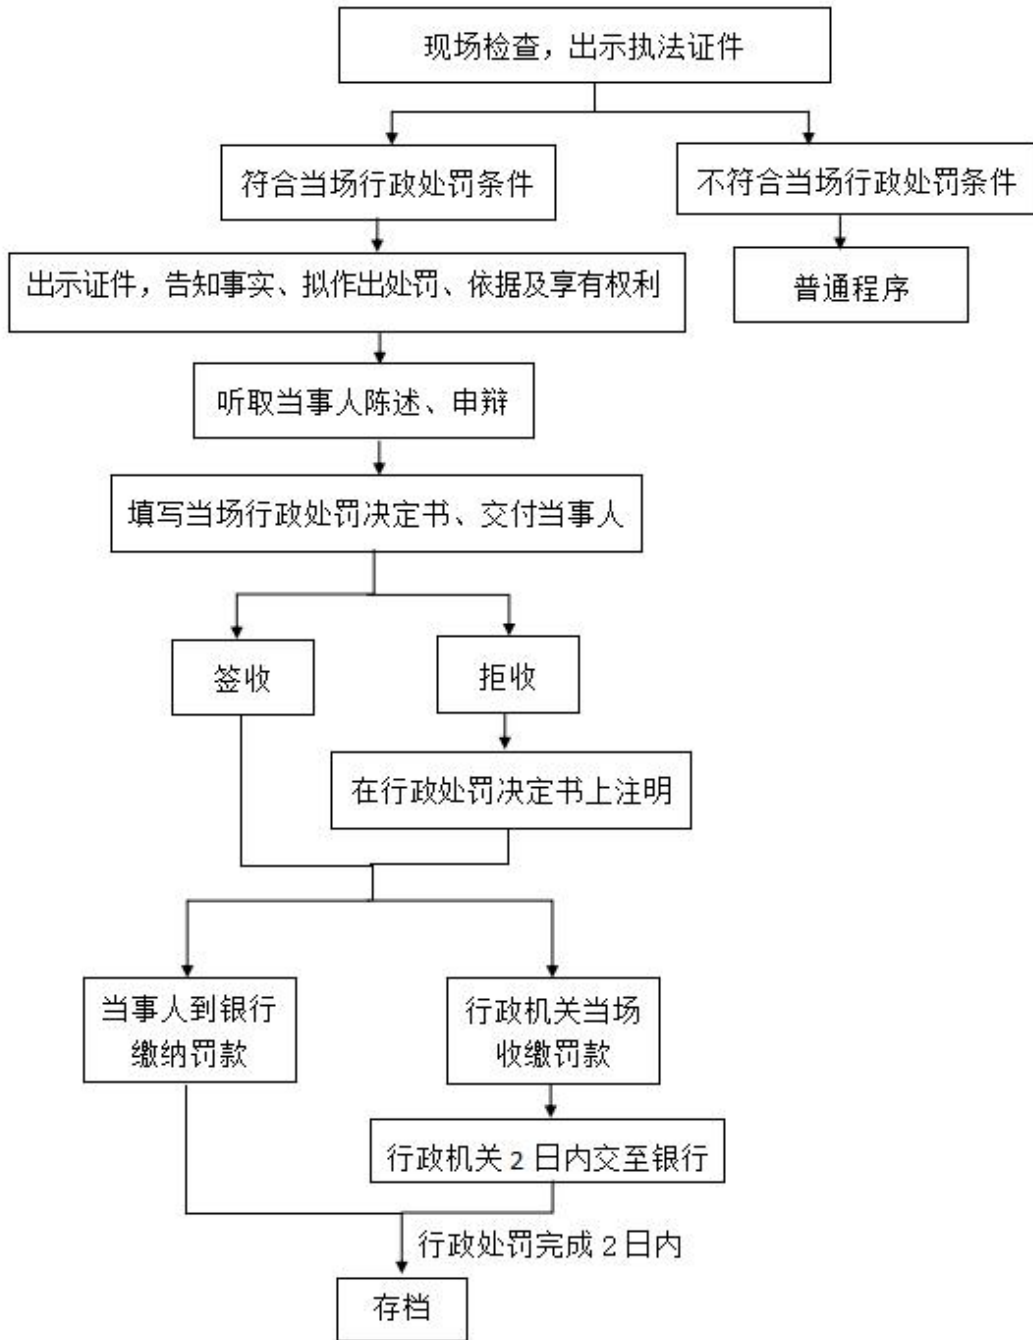 现场检查，出示执法证件
符合当场行政处罚条件
不符合当场行政处罚条件
出示证件，告知事实、拟作出处罚、依据及享有权利
普通程序
听取当事人陈述、申辩
填写当场行政处罚决定书、交付当事人
签收
拒收
在行政处罚决定书上注明
当事人到银行
缴纳罚款
行政机关当场
收缴罚款
行政机关2日内交至银行
行政处罚完成2日内
存档